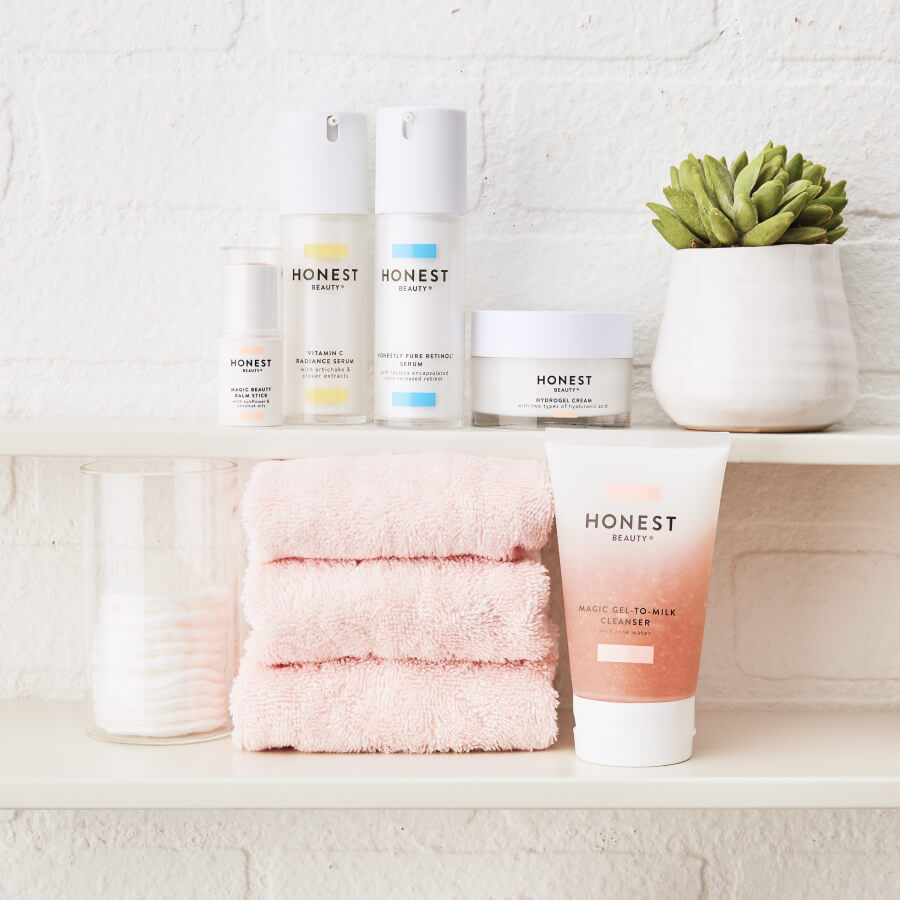 HONEST
BEAUTY®
MAGIC BEAUTY
BALM STICK
with sunflower &
coconut oils
HONEST
BEAUTY®
VITAMIN C
RADIANCE SERUM
with artichoke &
clover extracts
HONEST
BEAUTY®
HONESTLY PURE RETINOL
SERUM
with lucious encapsulated
time released retinol
HONEST
BEAUTY®
HYDROGEL CREAM
with two types of hyaluronic acid
HONEST
BEAUTY®
MAGIC GEL-TO-MILK
CLEANSER
with rose water